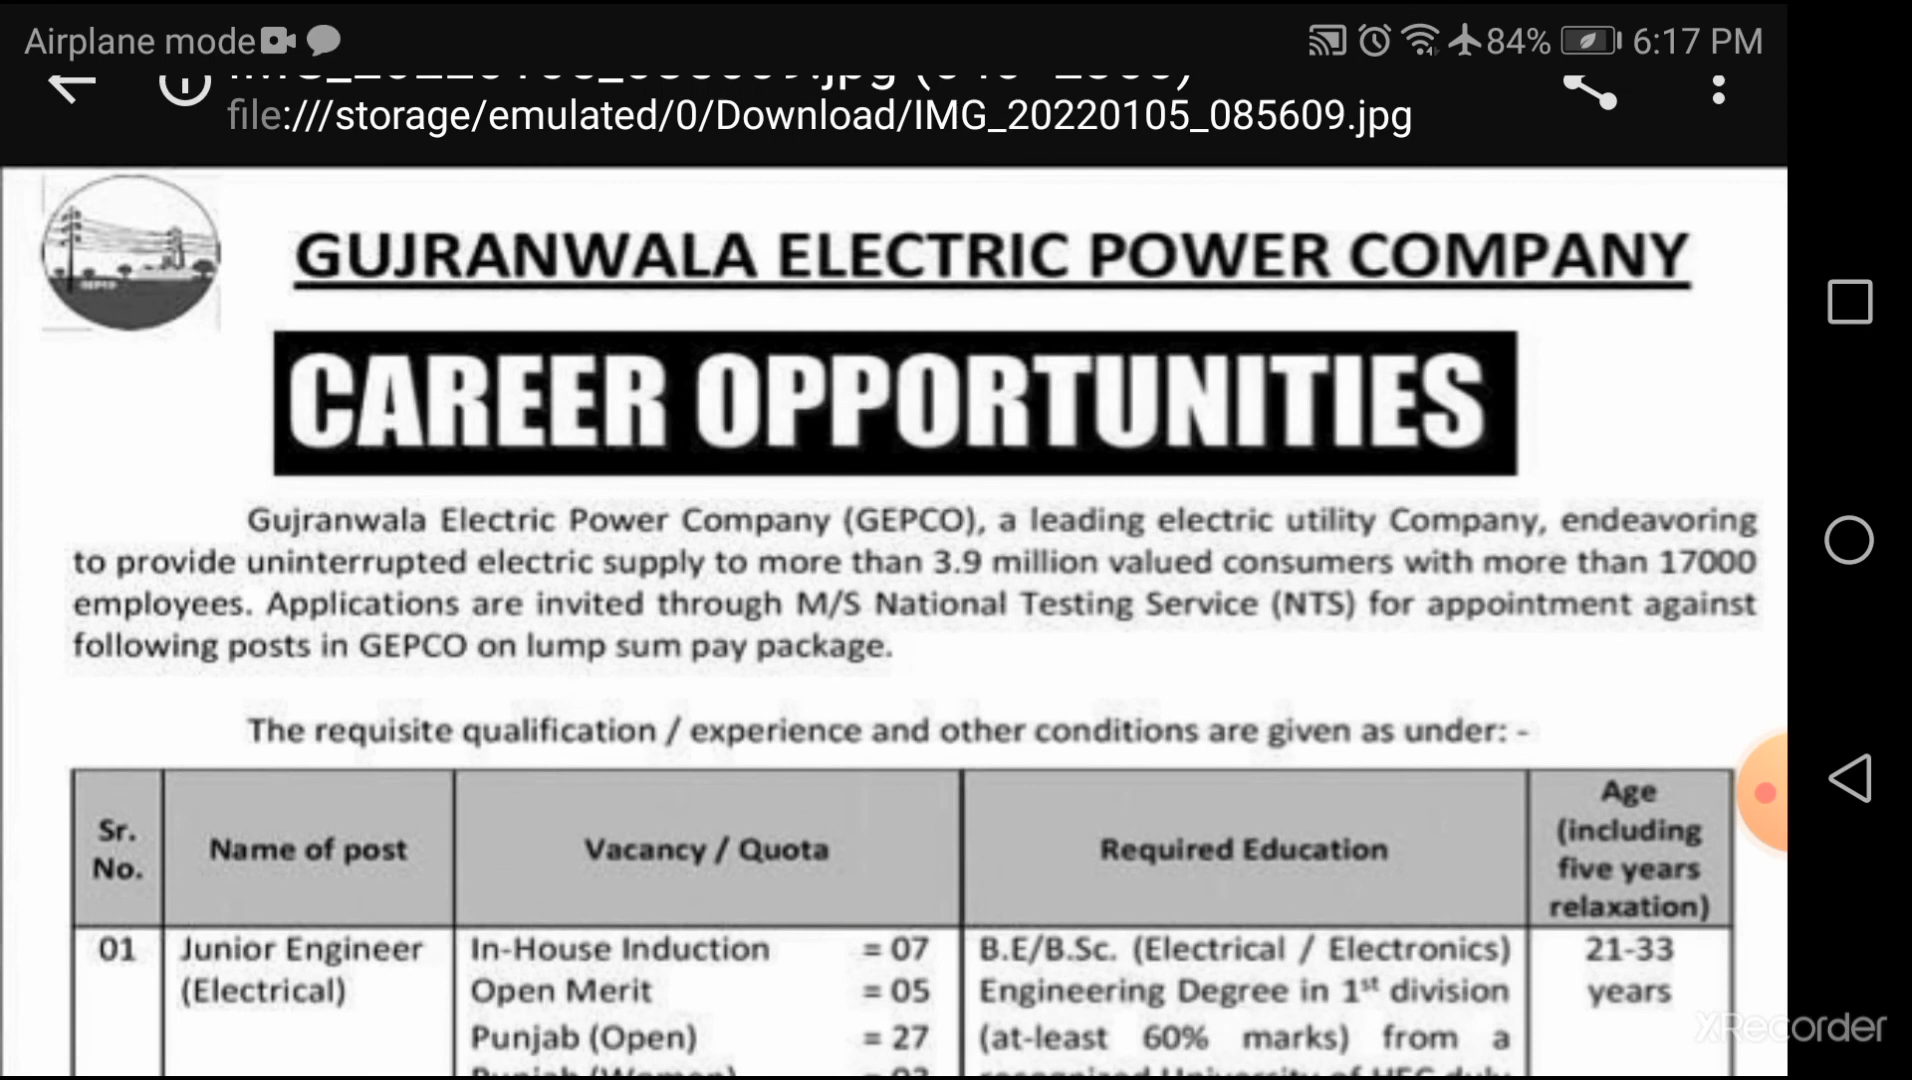 Airplane mode 84% 6:17 PM
file:///storage/emulated/0/Download/IMG_20220105_085609.jpg
GEPCO
GUJRANWALA ELECTRIC POWER COMPANY
CAREER OPPORTUNITIES
Gujranwala Electric Power Company (GEPCO), a leading electric utility Company, endeavoring
to provide uninterrupted electric supply to more than 3.9 million valued consumers with more than 17000
employees. Applications are invited through M/S National Testing Service (NTS) for appointment against
following posts in GEPCO on lump sum pay package.
The requisite qualification / experience and other conditions are given as under: -
Sr.
No.
Name of post
Vacancy / Quota
Required Education
Age
(including
five years
relaxation)
01
Junior Engineer
(Electrical)
In-House Induction = 07
Open Merit = 05
Punjab (Open) = 27
B.E/B.Sc. (Electrical / Electronics)
Engineering Degree in 1st division
(at-least 60% marks) from a
21-33
years
XRecorder